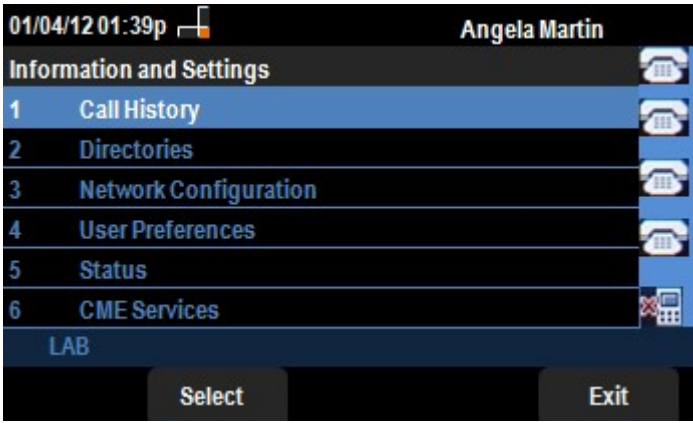 01/04/12 01:39p Angela Martin
Information and Settings
1 Call History
2 Directories
3 Network Configuration
4 User Preferences
5 Status
6 CME Services
LAB
Select Exit